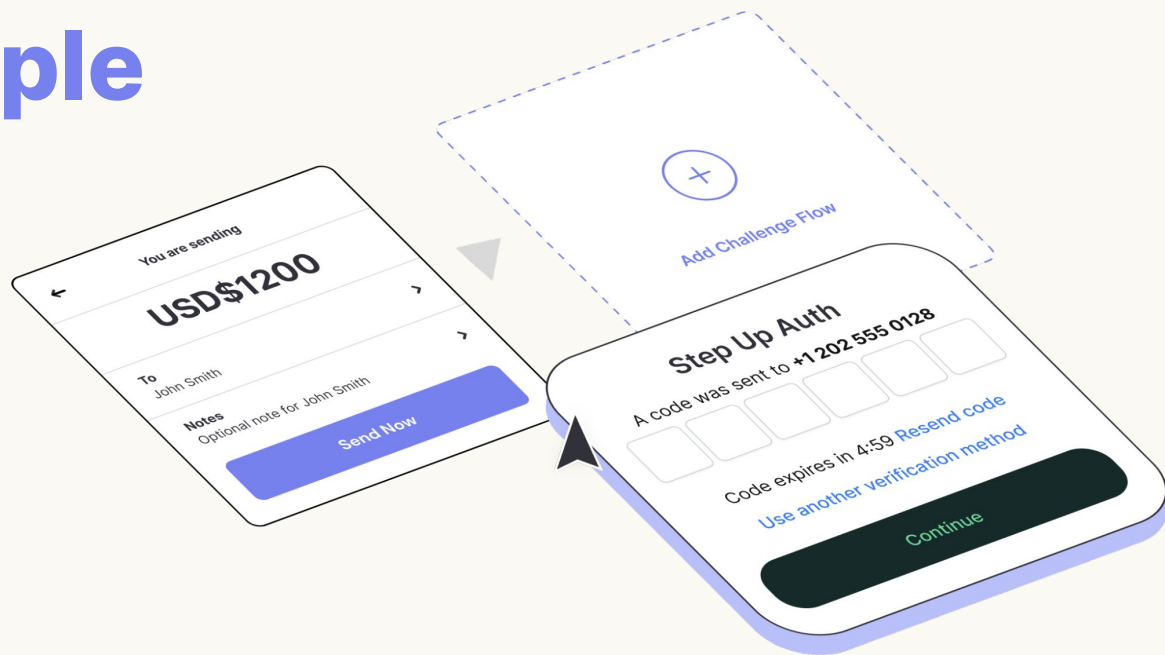 ple
You are sending
USD$1200
To
John Smith
Notes
Optional note for John Smith
Send Now
Add Challenge Flow
Step Up Auth
A code was sent to +1 202 555 0128
Code expires in 4:59 Resend code
Use another verification method
Continue